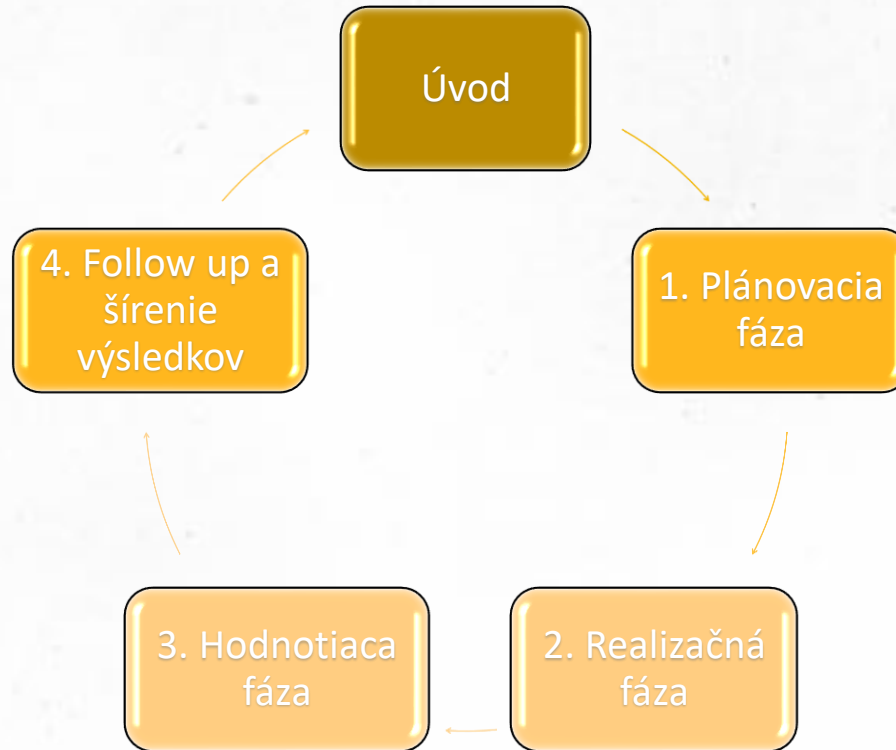 Úvod
1. Plánovacia
fáza
2. Realizačná
fáza
3. Hodnotiaca
fáza
4. Follow up a
šírenie
výsledkov